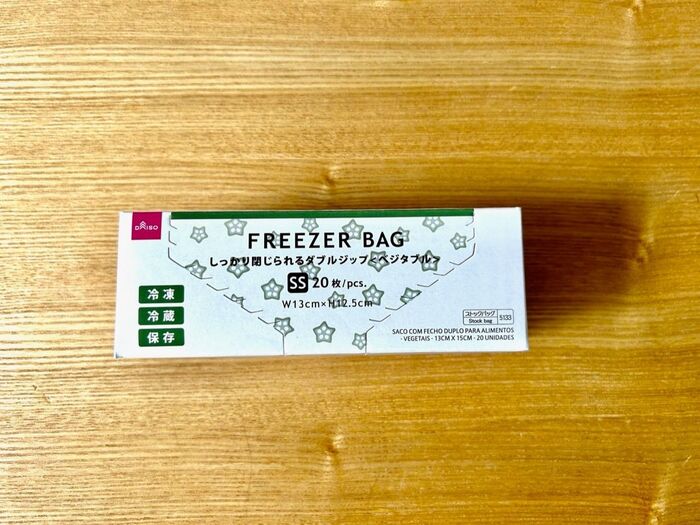 DAISO
FREEZER BAG
しっかり閉じられるダブルジップ<ベジタブル>
SS 20枚/pcs.
W13cm×H12.5cm
冷凍
冷蔵
保存
ストックバッグ
Stock bag
5133
SACO COM FECHO DUPLO PARA ALIMENTOS
- VEGETAIS - 13CM X 15CM - 20 UNIDADES